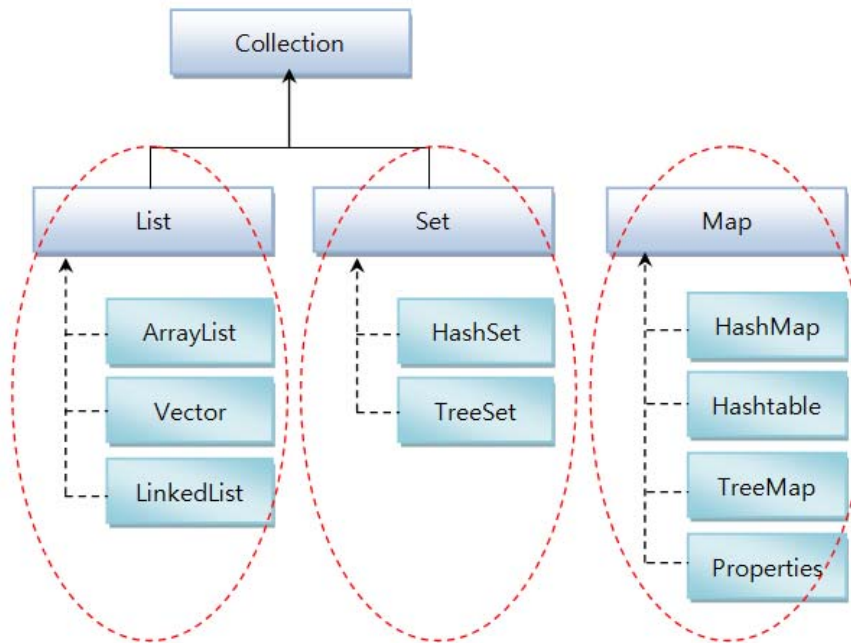 Collection
List
Set
Map
ArrayList
Vector
LinkedList
HashSet
TreeSet
HashMap
Hashtable
TreeMap
Properties